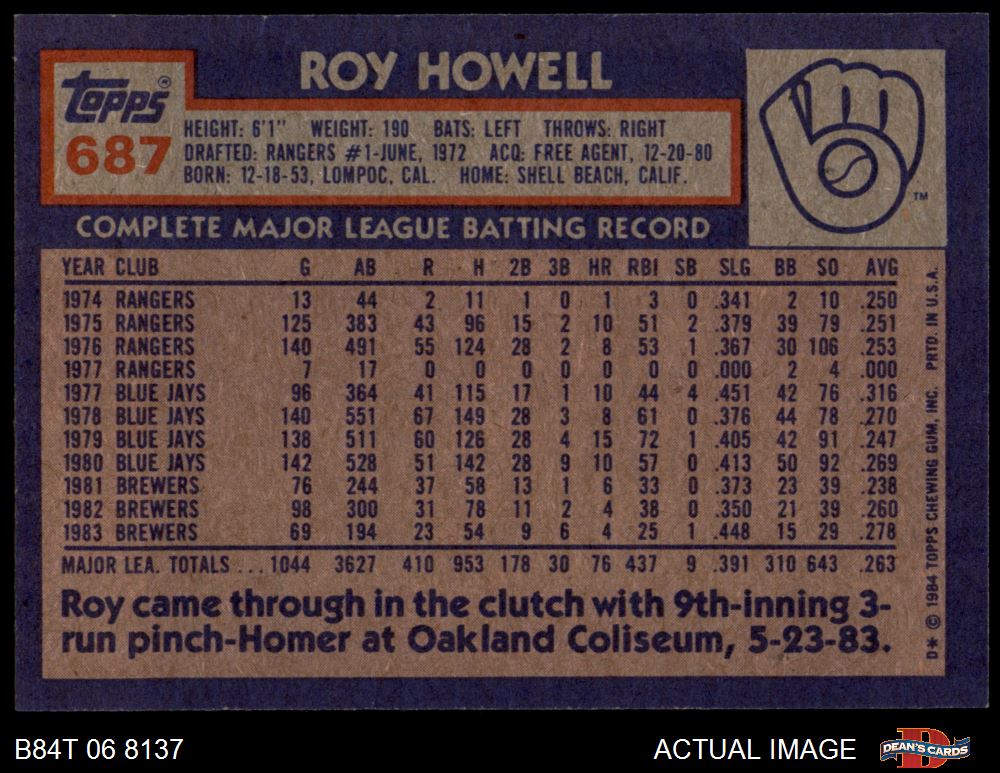 ROY HOWELL
Topps®
687
HEIGHT: 6'1" WEIGHT: 190 BATS: LEFT THROWS: RIGHT
DRAFTED: RANGERS #1-JUNE, 1972 ACQ: FREE AGENT, 12-20-80
BORN: 12-18-53, LOMPOC, CAL. HOME: SHELL BEACH, CALIF.
TM
COMPLETE MAJOR LEAGUE BATTING RECORD
YEAR CLUB G AB R H 2B 3B HR RBI SB SLG BB SO AVG
1974 RANGERS 13 44 2 11 1 0 1 3 0 .341 2 10 .250
1975 RANGERS 125 383 43 96 15 2 10 51 2 .379 39 79 .251
1976 RANGERS 140 491 55 124 28 2 8 53 1 .367 30 106 .253
1977 RANGERS 7 17 0 0 0 0 0 0 0 .000 2 4 .000
1977 BLUE JAYS 96 364 41 115 17 1 10 44 4 .451 42 76 .316
1978 BLUE JAYS 140 551 67 149 28 3 8 61 0 .376 44 78 .270
1979 BLUE JAYS 138 511 60 126 28 4 15 72 1 .405 42 91 .247
1980 BLUE JAYS 142 528 51 142 28 9 10 57 0 .413 50 92 .269
1981 BREWERS 76 244 37 58 13 1 6 33 0 .373 23 39 .238
1982 BREWERS 98 300 31 78 11 2 4 38 0 .350 21 39 .260
1983 BREWERS 69 194 23 54 9 6 4 25 1 .448 15 29 .278
MAJOR LEA. TOTALS ... 1044 3627 410 953 178 30 76 437 9 .391 310 643 .263
Roy came through in the clutch with 9th-inning 3-
run pinch-Homer at Oakland Coliseum, 5-23-83.
D* © 1984 TOPPS CHEWING GUM, INC. PRTD. IN U.S.A.
B84T 06 8137
ACTUAL IMAGE
DEAN'S CARDS